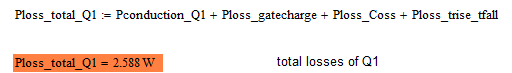 Ploss_total_Q1 := Pconduction_Q1 + Ploss_gatecharge + Ploss_Coss + Ploss_trise_tfall
Ploss_total_Q1 = 2.588 W total losses of Q1